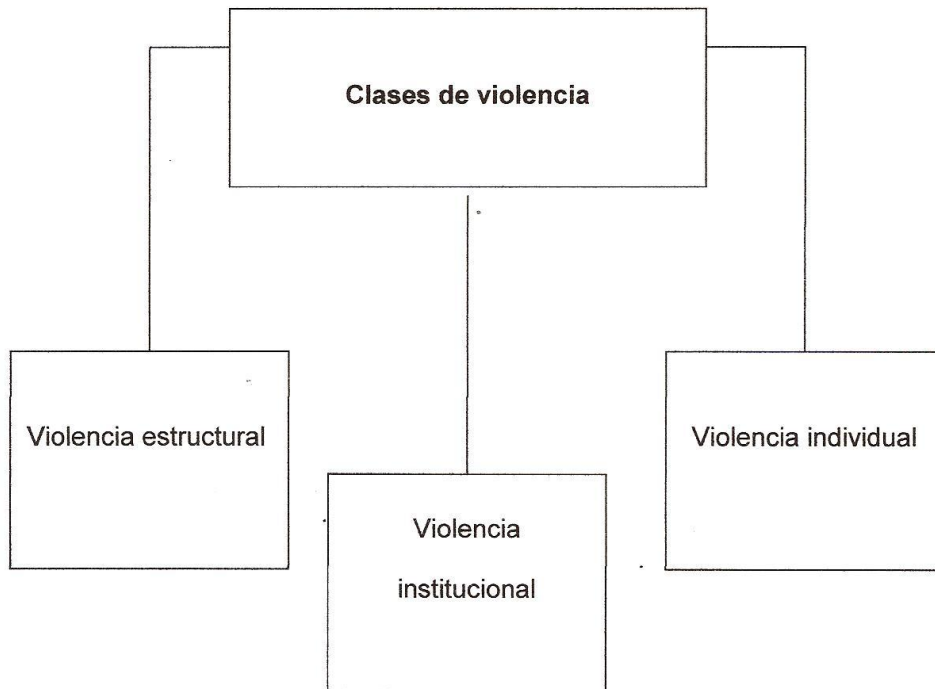 Clases de violencia
Violencia estructural
Violencia individual
Violencia
institucional